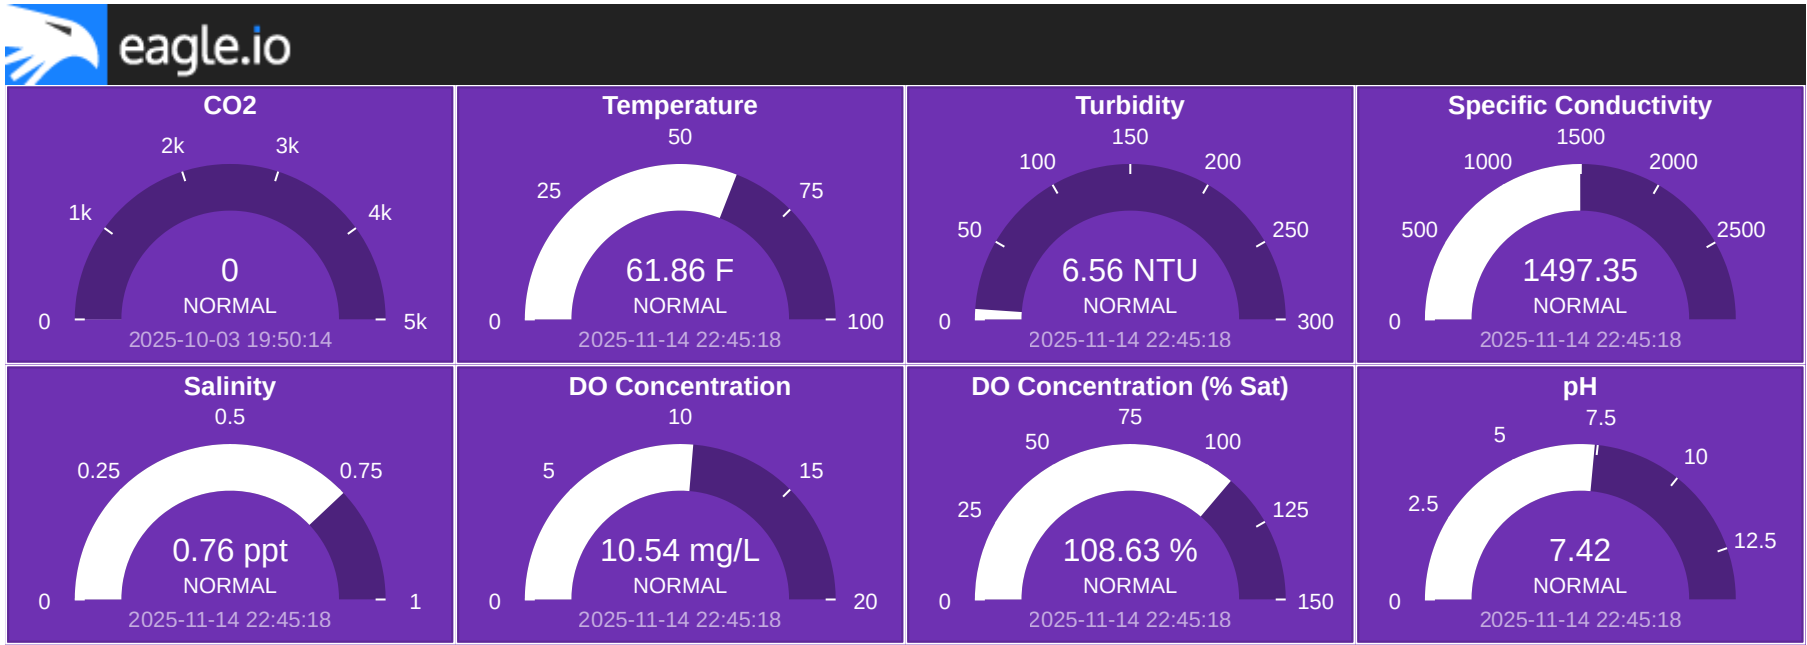 eagle.io
CO2
2k
3k
1k
4k
0
NORMAL
0
5k
2025-10-03 19:50:14
Temperature
50
25
75
61.86 F
NORMAL
0
100
2025-11-14 22:45:18
Turbidity
150
100
200
50
250
6.56 NTU
NORMAL
0
300
2025-11-14 22:45:18
Specific Conductivity
1500
1000
2000
500
2500
1497.35
NORMAL
0
2025-11-14 22:45:18
Salinity
0.5
0.25
0.75
0.76 ppt
NORMAL
0
1
2025-11-14 22:45:18
DO Concentration
10
5
15
10.54 mg/L
NORMAL
0
20
2025-11-14 22:45:18
DO Concentration (% Sat)
75
50
100
25
125
108.63 %
NORMAL
0
150
2025-11-14 22:45:18
pH
7.5
5
10
2.5
12.5
7.42
NORMAL
0
2025-11-14 22:45:18